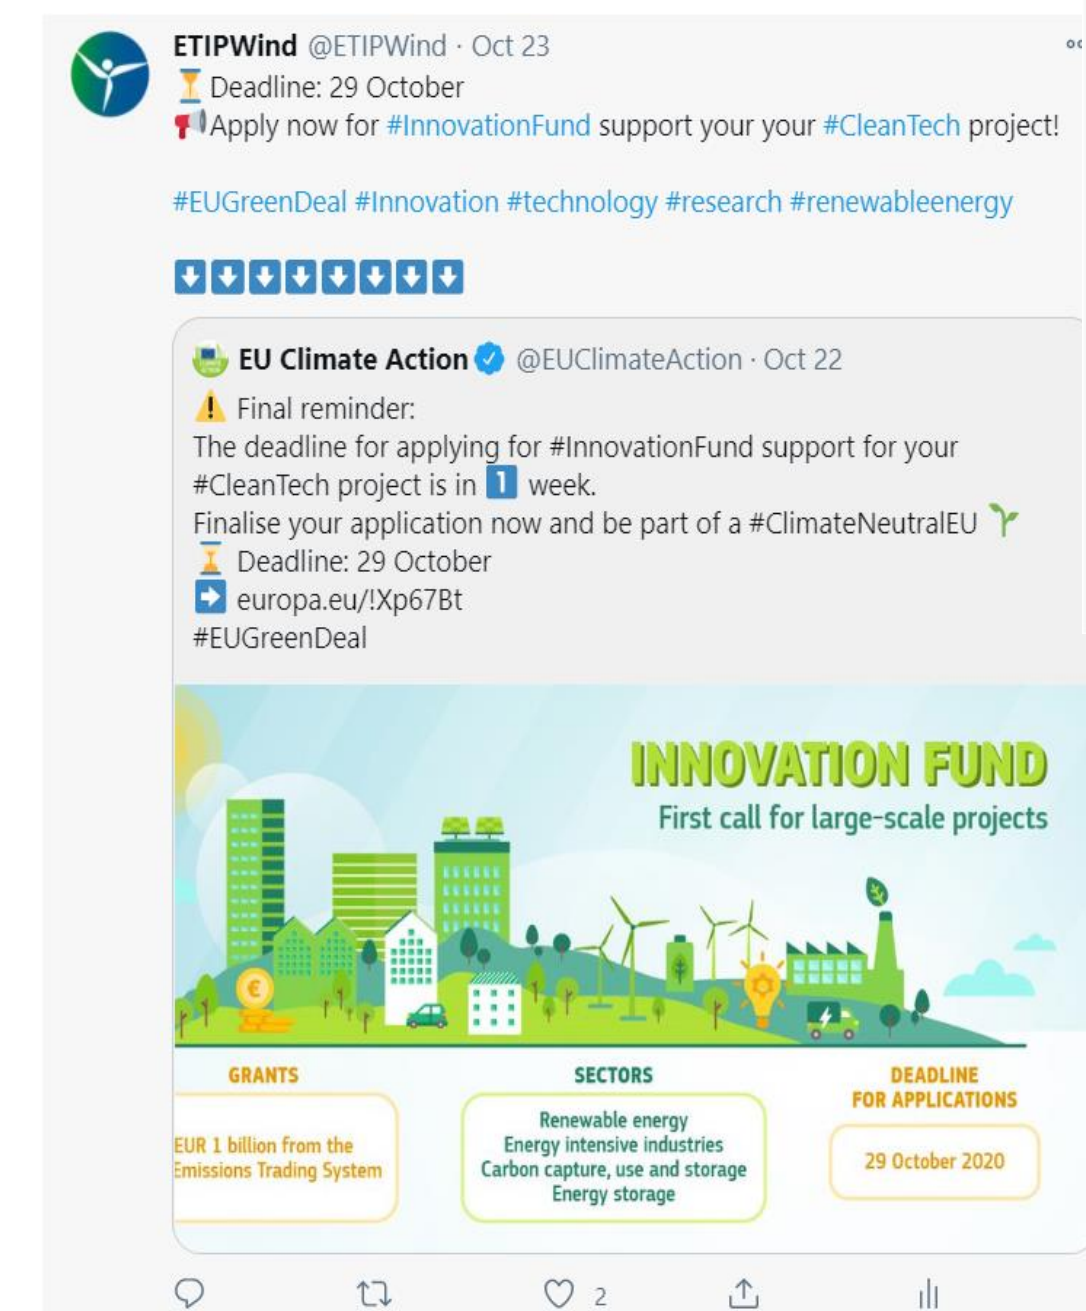 ETIPWind @ETIPWind · Oct 23
⏳ Deadline: 29 October
📢Apply now for #InnovationFund support your your #CleanTech project!
#EUGreenDeal #Innovation #technology #research #renewableenergy
⬇⬇⬇⬇⬇⬇⬇⬇
EU Climate Action @EUClimateAction · Oct 22
⚠ Final reminder:
The deadline for applying for #InnovationFund support for your
#CleanTech project is in 1️⃣ week.
Finalise your application now and be part of a #ClimateNeutralEU 🌱
⏳ Deadline: 29 October
➡ europa.eu/!Xp67Bt
#EUGreenDeal
INNOVATION FUND
First call for large-scale projects
€
GRANTS
EUR 1 billion from the
Emissions Trading System
SECTORS
Renewable energy
Energy intensive industries
Carbon capture, use and storage
Energy storage
DEADLINE
FOR APPLICATIONS
29 October 2020
2